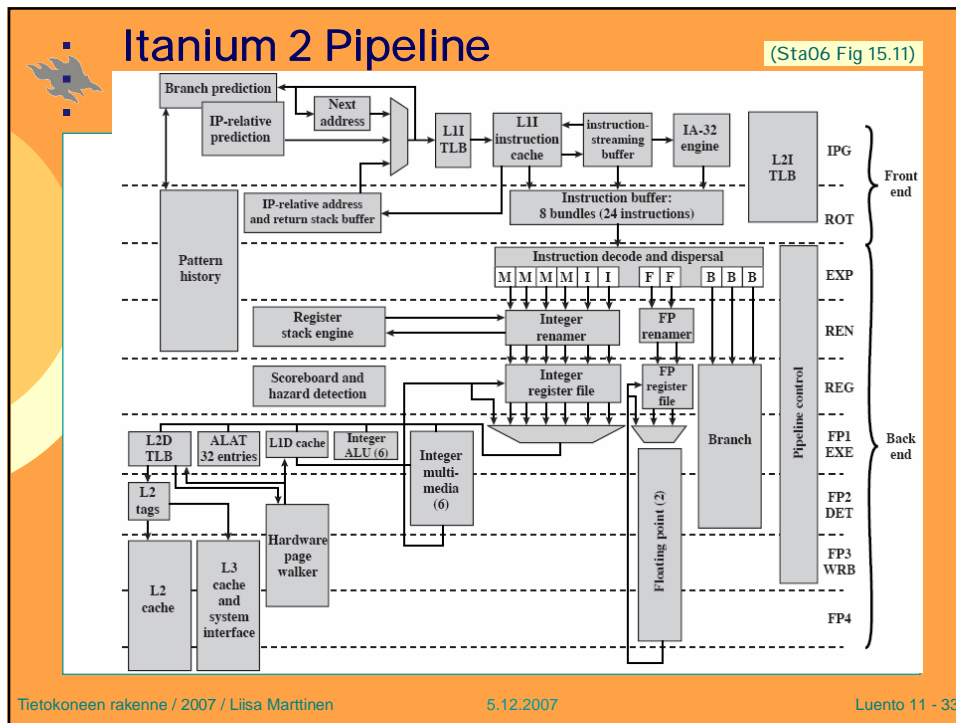 Itanium 2 Pipeline
(Sta06 Fig 15.11)
Branch prediction
IP-relative
prediction
Next
address
L1I
TLB
L1I
instruction
cache
instruction-
streaming
buffer
IA-32
engine
L2I
TLB
IPG
Front
end
Pattern
history
IP-relative address
and return stack buffer
Instruction buffer:
8 bundles (24 instructions)
ROT
Instruction decode and dispersal
M M M M I I F F B B B
EXP
Register
stack engine
Integer
renamer
FP
renamer
REN
Scoreboard and
hazard detection
Integer
register file
FP
register
file
REG
Branch
Pipeline control
Back
end
L2D
TLB
ALAT
32 entries
L1D cache
Integer
ALU (6)
Integer
multi-
media
(6)
FP1
EXE
L2
tags
Floating point (2)
FP2
DET
Hardware
page
walker
L2
cache
L3
cache
and
system
interface
FP3
WRB
FP4
Tietokoneen rakenne / 2007 / Liisa Marttinen
5.12.2007
Luento 11 - 33